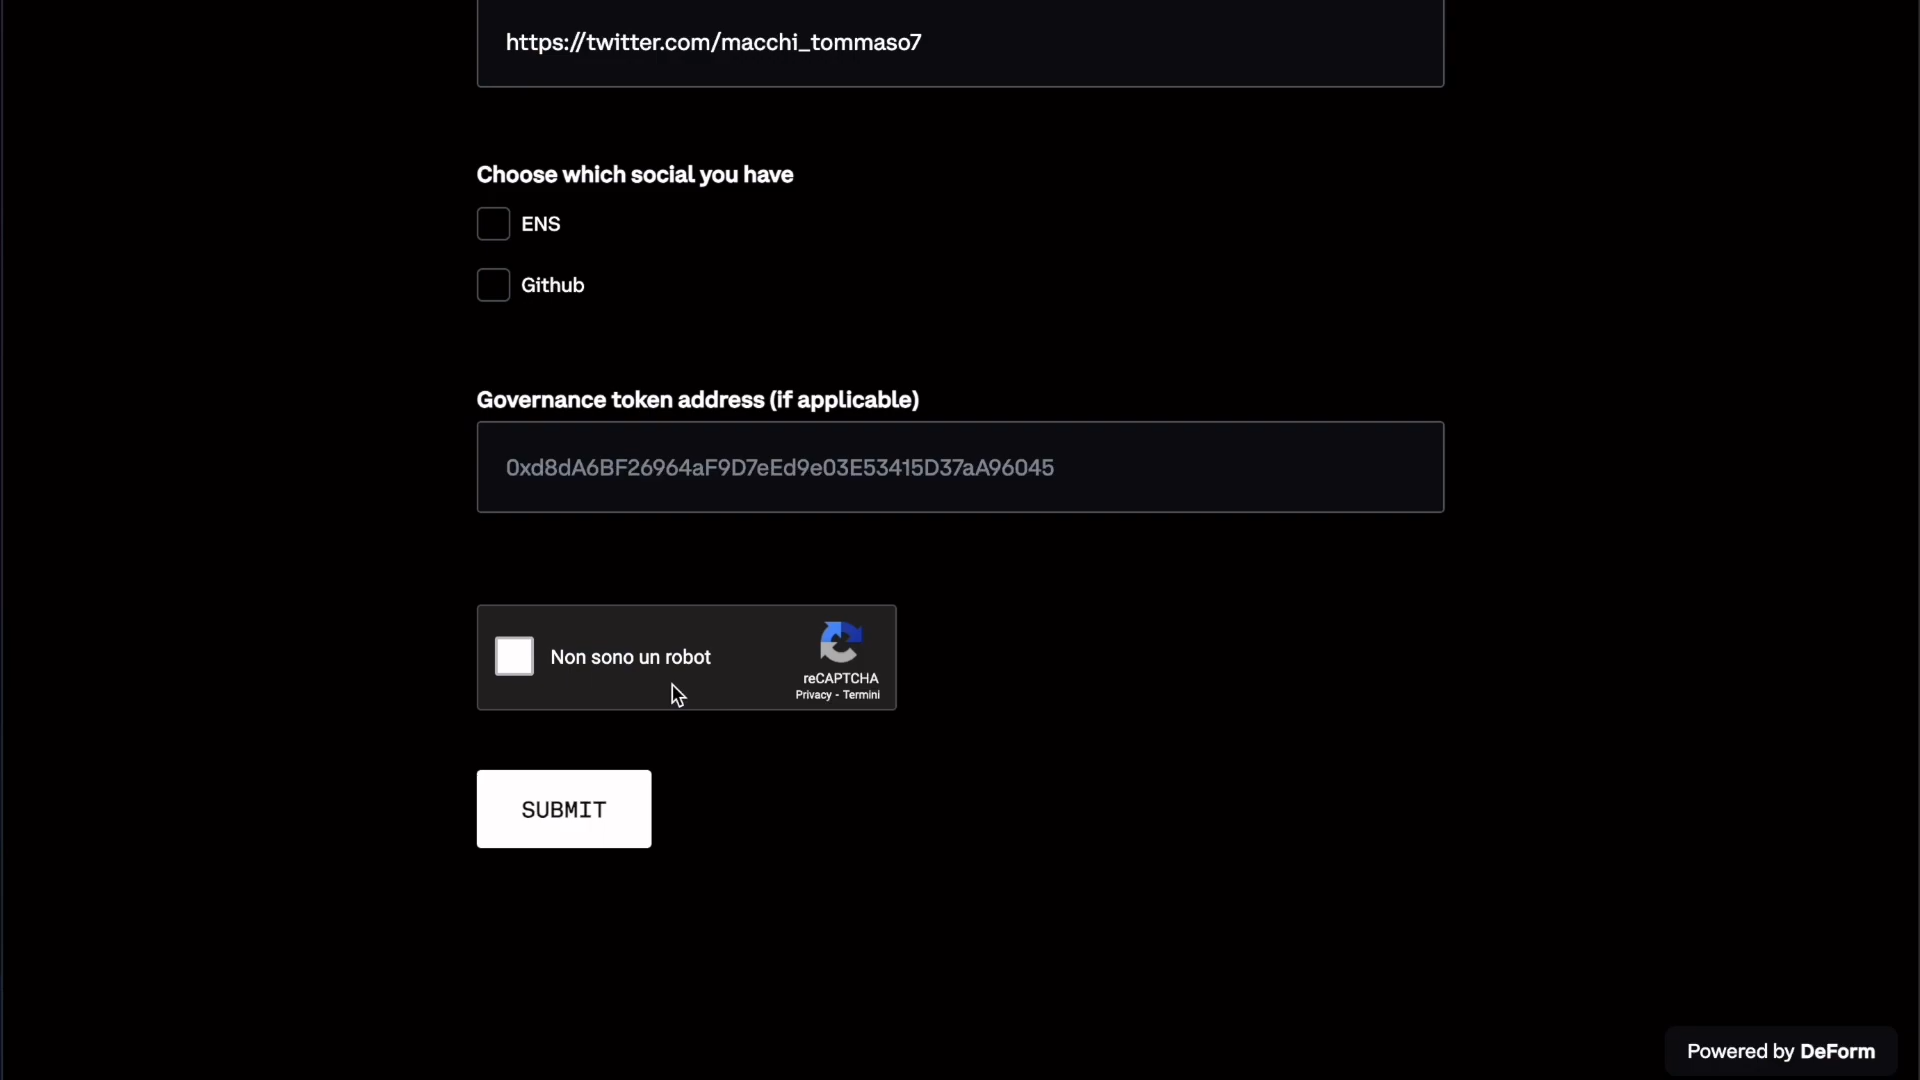 https://twitter.com/macchi_tommaso7
Choose which social you have
ENS
Github
Governance token address (if applicable)
0xd8dA6BF26964aF9D7eEd9e03E53415D37aA96045
Non sono un robot
reCAPTCHA
Privacy - Termini
SUBMIT
Powered by DeForm